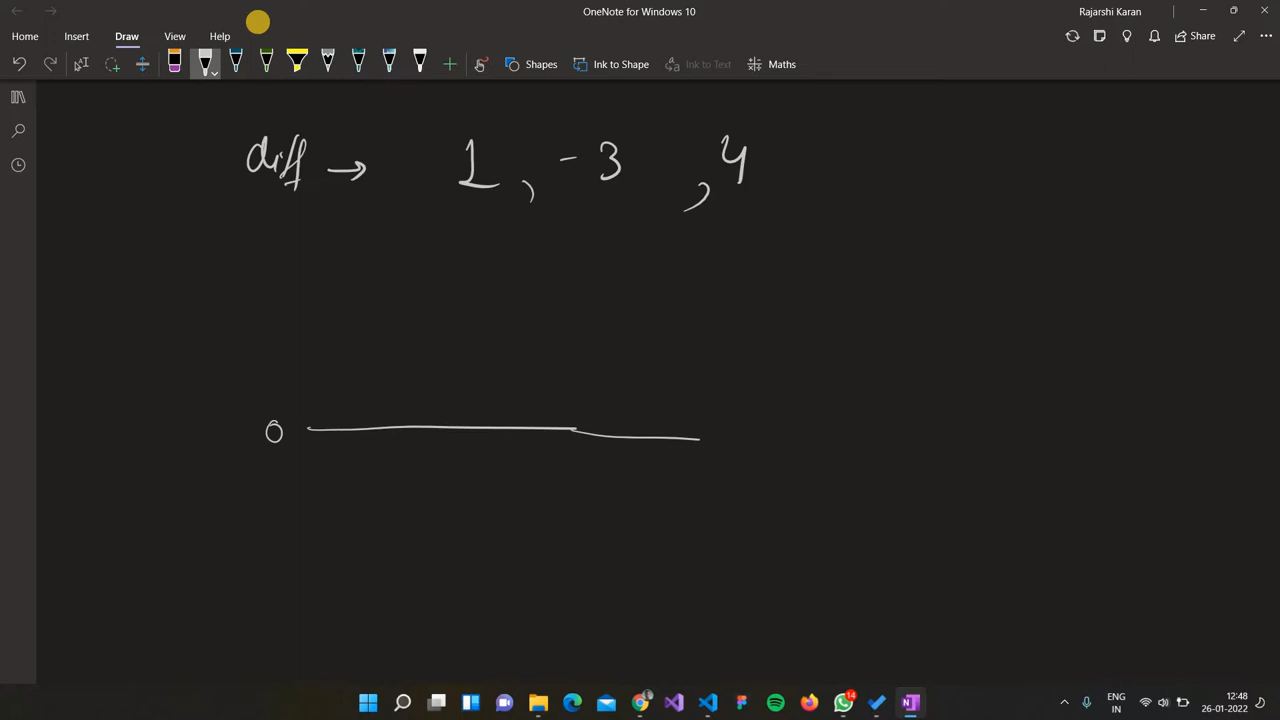 OneNote for Windows 10
Rajarshi Karan
Home Insert Draw View Help
Share
Shapes Ink to Shape Ink to Text Maths
diff → 1 , -3 , 4
0
14
ENG
IN
12:48
26-01-2022